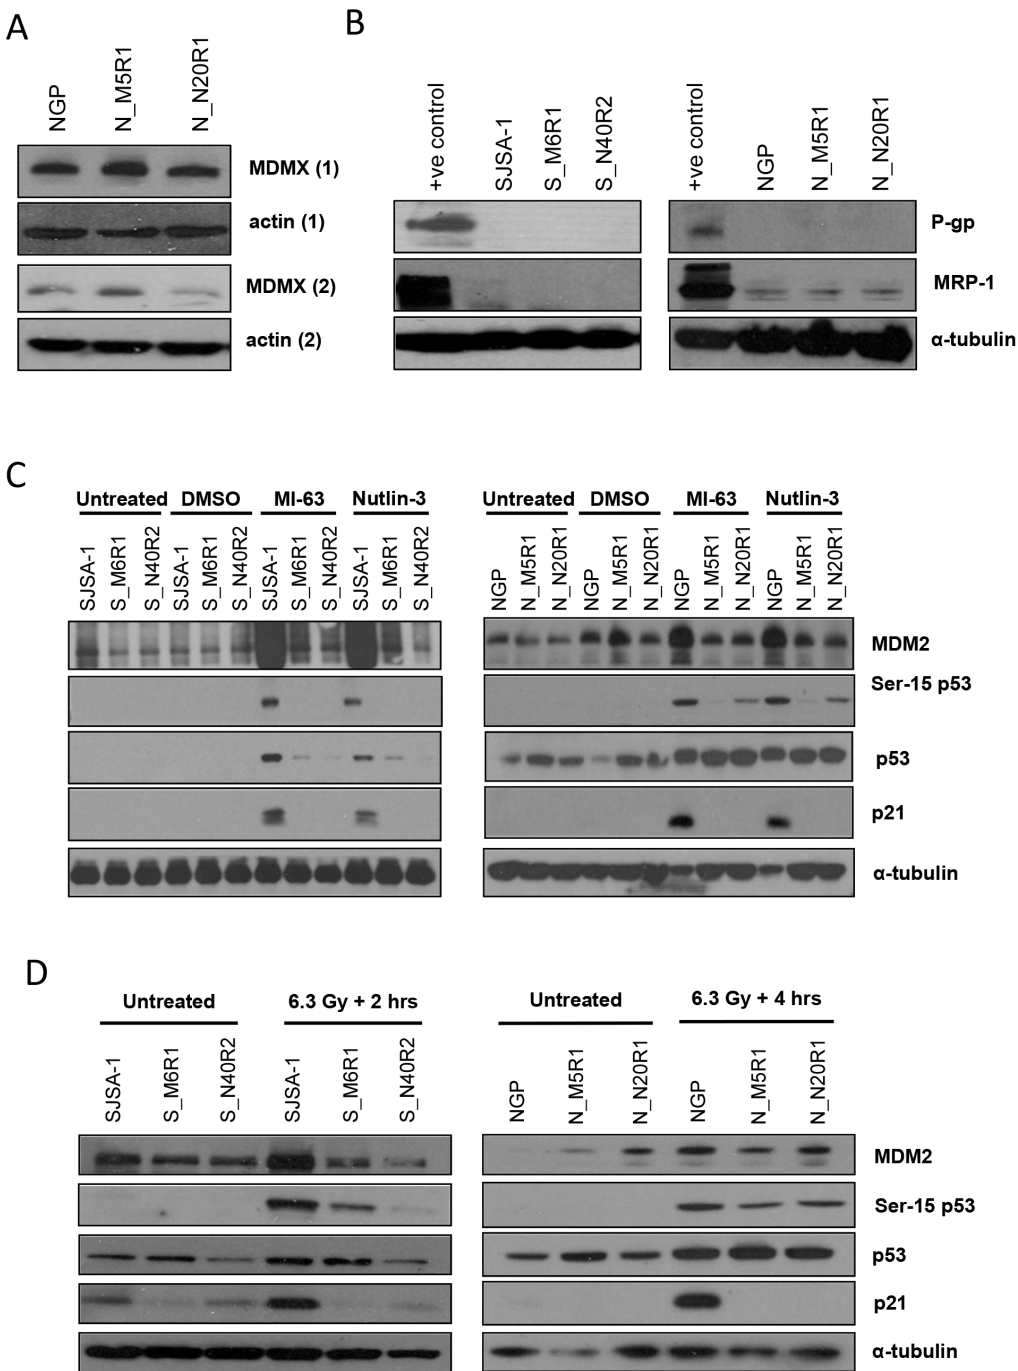 A
NGP
N_M5R1
N_N20R1
MDMX (1)
actin (1)
MDMX (2)
actin (2)
B
+ve control
SJSA-1
S_M6R1
S_N40R2
+ve control
NGP
N_M5R1
N_N20R1
P-gp
MRP-1
α-tubulin
C
Untreated DMSO MI-63 Nutlin-3
SJSA-1
S_M6R1
S_N40R2
SJSA-1
S_M6R1
S_N40R2
SJSA-1
S_M6R1
S_N40R2
SJSA-1
S_M6R1
S_N40R2
Untreated DMSO MI-63 Nutlin-3
NGP
N_M5R1
N_N20R1
NGP
N_M5R1
N_N20R1
NGP
N_M5R1
N_N20R1
NGP
N_M5R1
N_N20R1
MDM2
Ser-15 p53
p53
p21
α-tubulin
D
Untreated 6.3 Gy + 2 hrs
SJSA-1
S_M6R1
S_N40R2
SJSA-1
S_M6R1
S_N40R2
Untreated 6.3 Gy + 4 hrs
NGP
N_M5R1
N_N20R1
NGP
N_M5R1
N_N20R1
MDM2
Ser-15 p53
p53
p21
α-tubulin